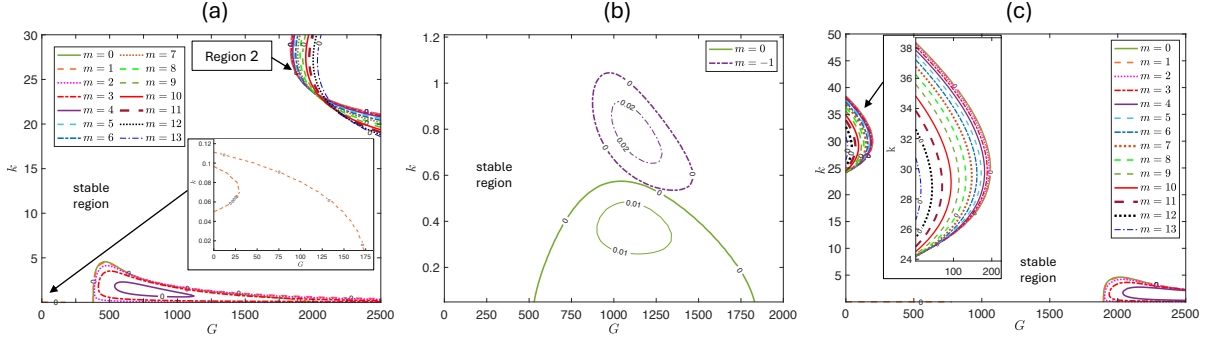 (a)
30
25
20
15
10
5
k
0
500
1000
1500
2000
2500
G
m = 0
m = 1
m = 2
m = 3
m = 4
m = 5
m = 6
m = 7
m = 8
m = 9
m = 10
m = 11
m = 12
m = 13
Region 2
stable
region
0.12
0.10
0.08
0.06
0.04
0.02
0
25
50
75
100
125
150
175
G
(b)
1.2
1
0.8
0.6
0.4
0.2
k
0
500
750
1000
1250
1500
1750
2000
G
m = 0
m = −1
stable
region
0
-0.02
0.02
0
0
0
0.01
0.01
0
(c)
50
45
40
35
30
25
20
15
10
5
0
k
0
500
1000
1500
2000
2500
G
38
36
34
32
30
28
26
24
k
100
200
m = 0
m = 1
m = 2
m = 3
m = 4
m = 5
m = 6
m = 7
m = 8
m = 9
m = 10
m = 11
m = 12
m = 13
stable
region